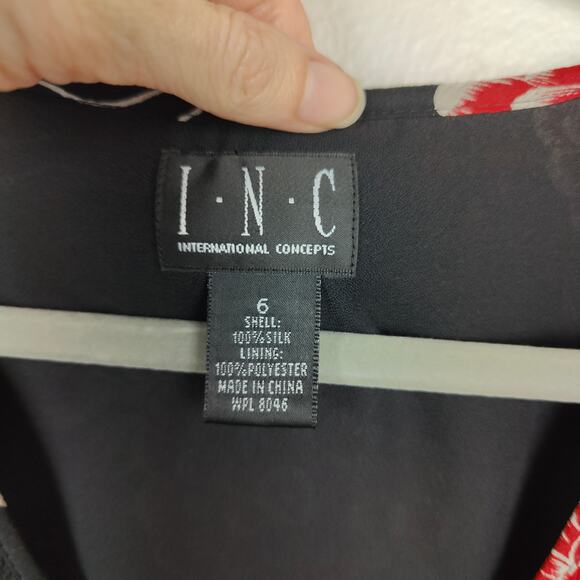 I · N · C
INTERNATIONAL CONCEPTS
6
SHELL:
100%SILK
LINING:
100%POLYESTER
MADE IN CHINA
WPL 8046